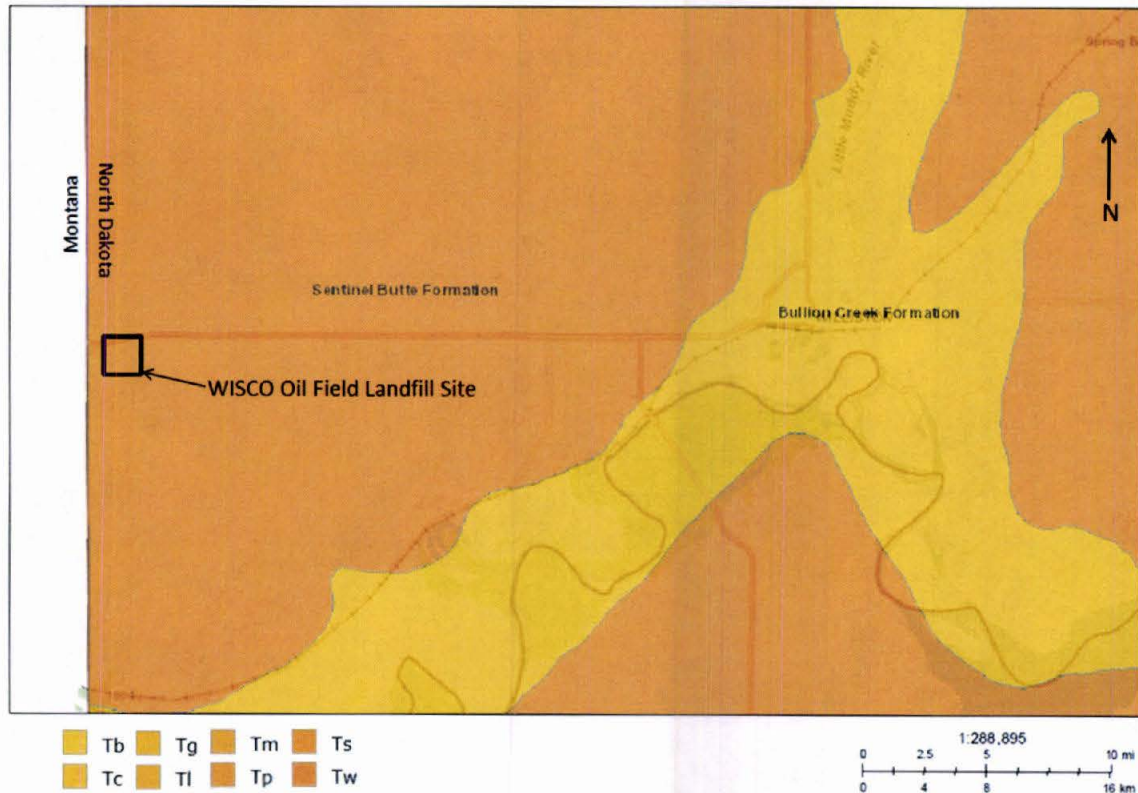 Spring B
Little Muddy River
Montana
North Dakota
N
Sentinel Butte Formation
Bullion Creek Formation
WISCO Oil Field Landfill Site
1804
Tb Tg Tm Ts
Tc Tl Tp Tw
1:288,895
0 2.5 5 10 mi
0 4 8 16 km